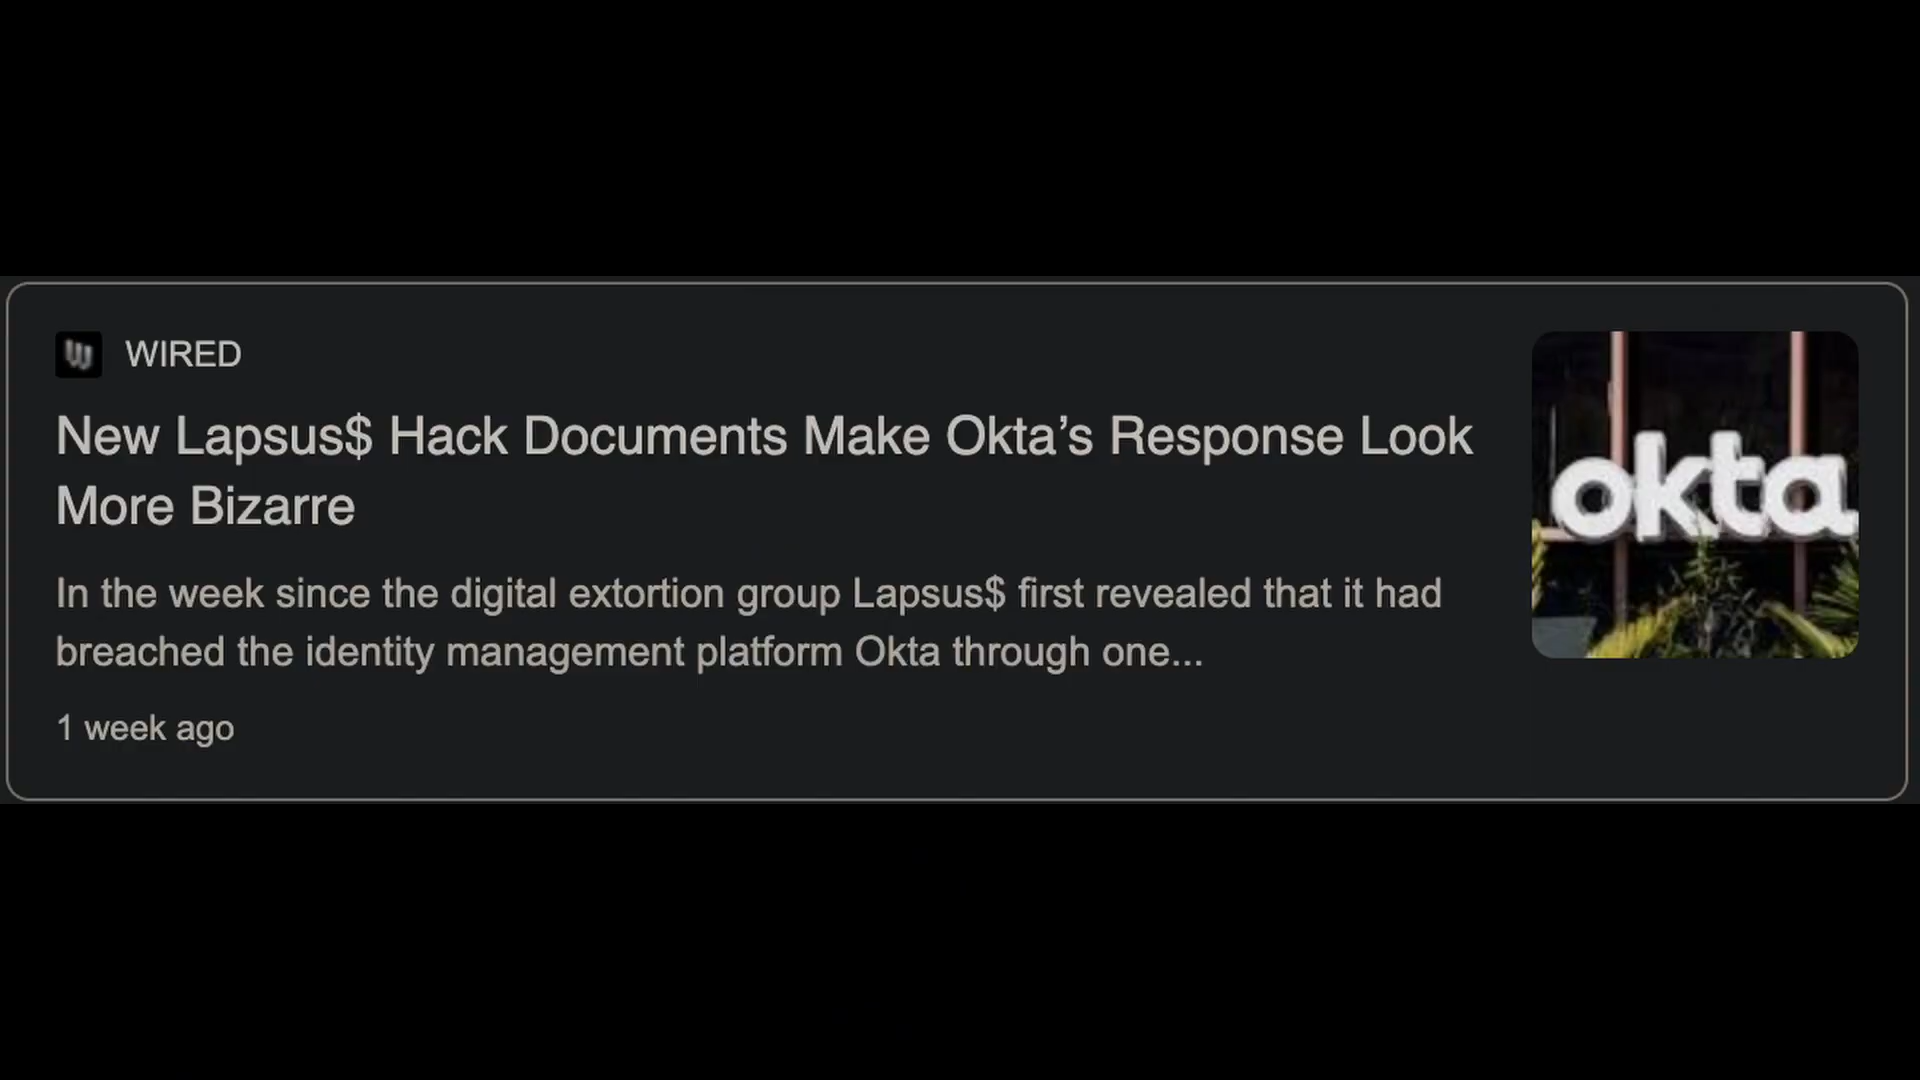 WIRED
New Lapsus$ Hack Documents Make Okta’s Response Look
More Bizarre
In the week since the digital extortion group Lapsus$ first revealed that it had
breached the identity management platform Okta through one...
1 week ago
okta